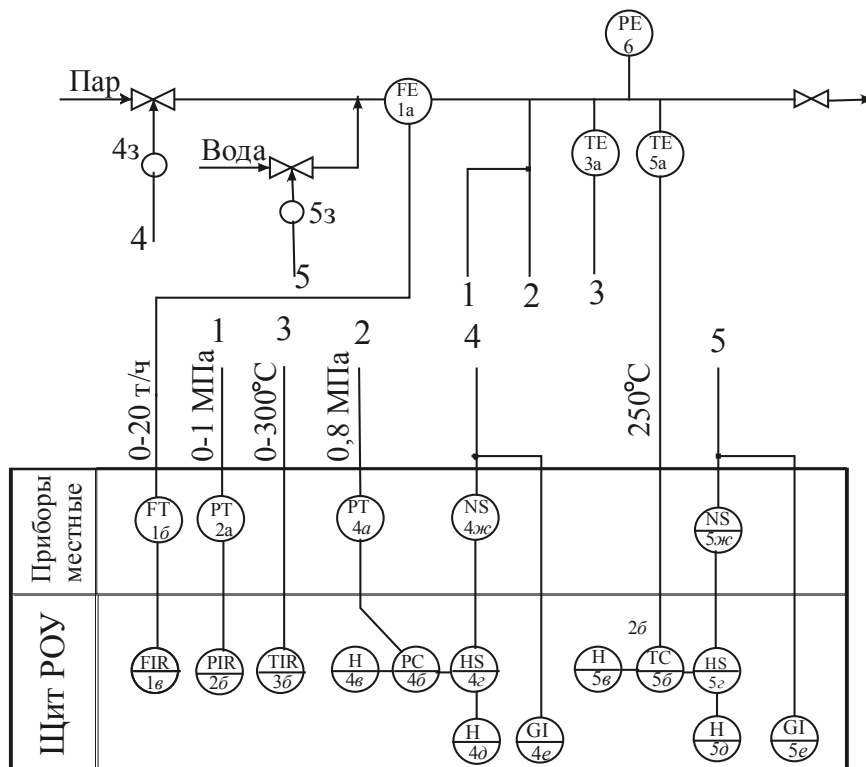 PE
6
Пар
FE
1а
4з
Вода
TE
3а
TE
5а
5з
4
5
1
2
3
1
3
2
4
5
0-20 т/ч
0-1 МПа
0-300°С
0,8 МПа
250°С
Приборы
местные
FT
1б
PT
2а
PT
4а
NS
4ж
NS
5ж
Щит РОУ
2б
FIR
1в
PIR
2б
TIR
3б
H
4в
PC
4б
HS
4г
H
5в
TC
5б
HS
5г
H
4д
GI
4е
H
5д
GI
5е